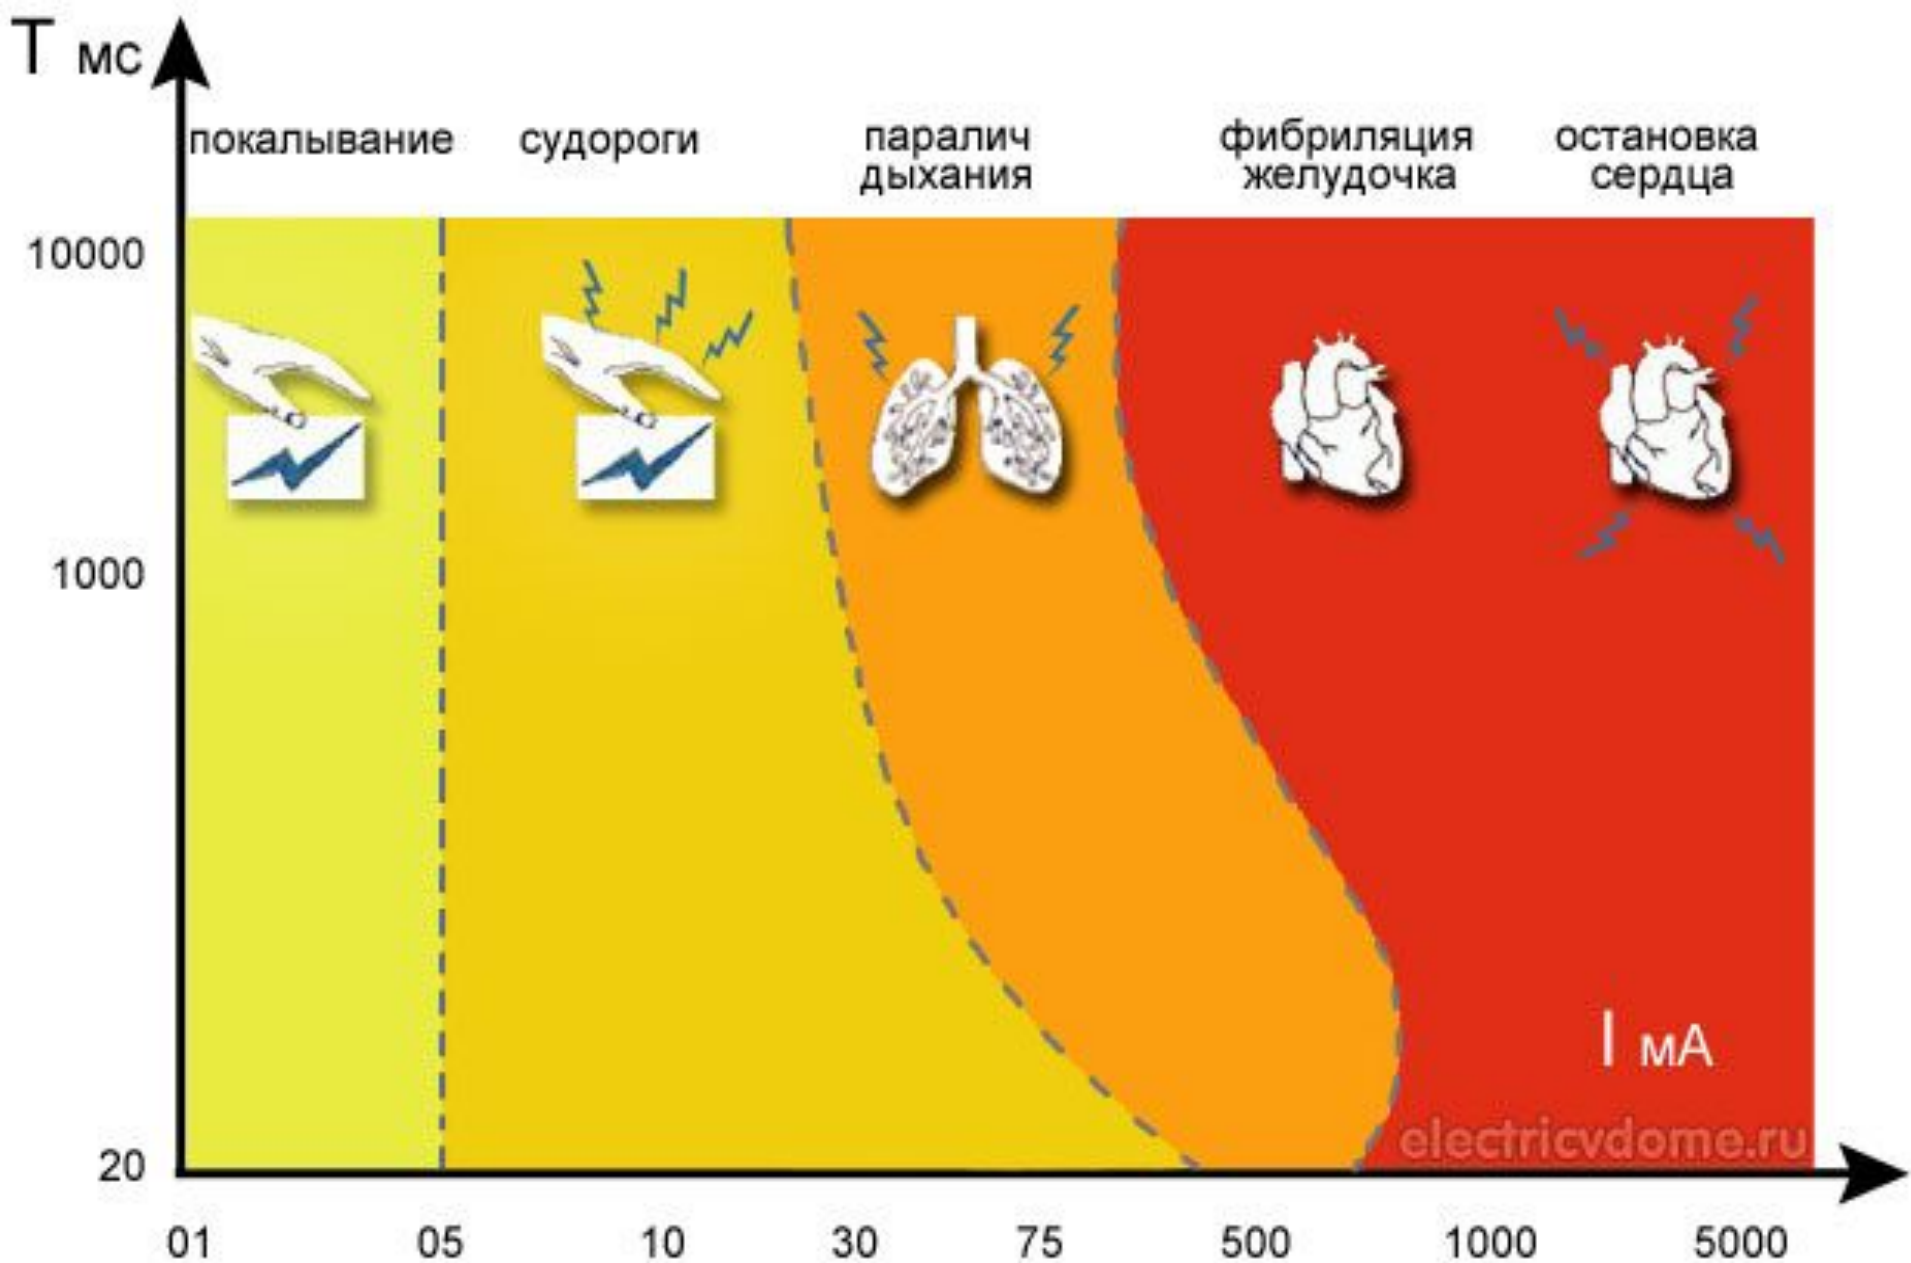 T мс
покалывание
судороги
паралич
дыхания
фибриляция
желудочка
остановка
сердца
10000
1000
20
I мА
electricvdome.ru
01 05 10 30 75 500 1000 5000